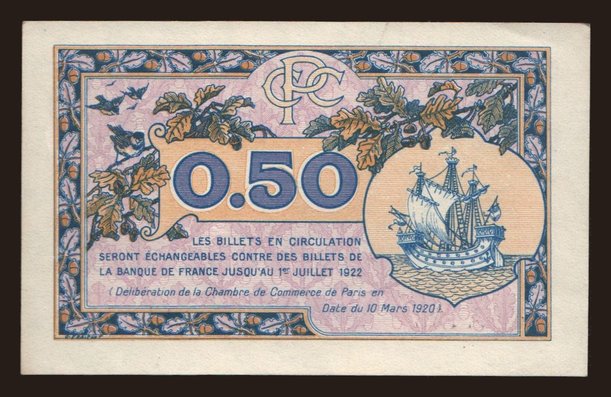 CPC
0.50
LES BILLETS EN CIRCULATION
SERONT ÉCHANGEABLES CONTRE DES BILLETS DE
LA BANQUE DE FRANCE JUSQU'AU 1ER JUILLET 1922
(Delibération de la Chambre de Commerce de Paris en
Date du 10 Mars 1920).